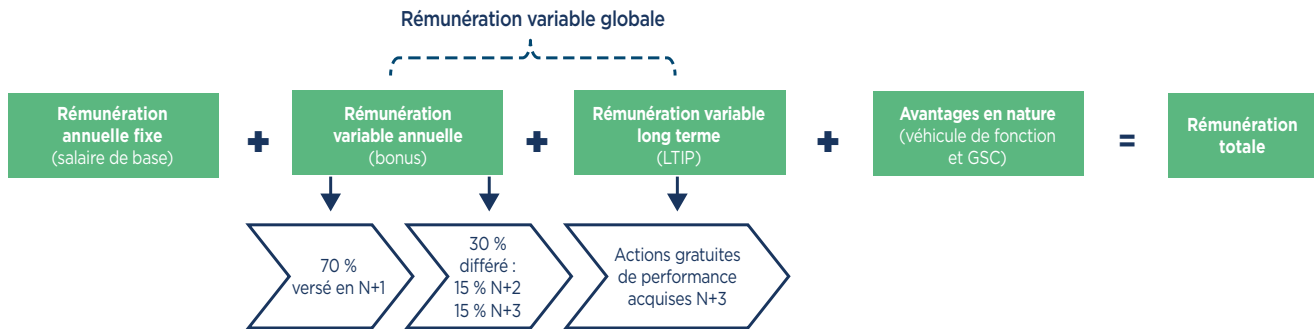 Rémunération variable globale
Rémunération
annuelle fixe
(salaire de base)
+
Rémunération
variable annuelle
(bonus)
+
Rémunération variable
long terme
(LTIP)
+
Avantages en nature
(véhicule de fonction
et GSC)
=
Rémunération
totale
70 %
versé en N+1
30 %
différé :
15 % N+2
15 % N+3
Actions gratuites
de performance
acquises N+3